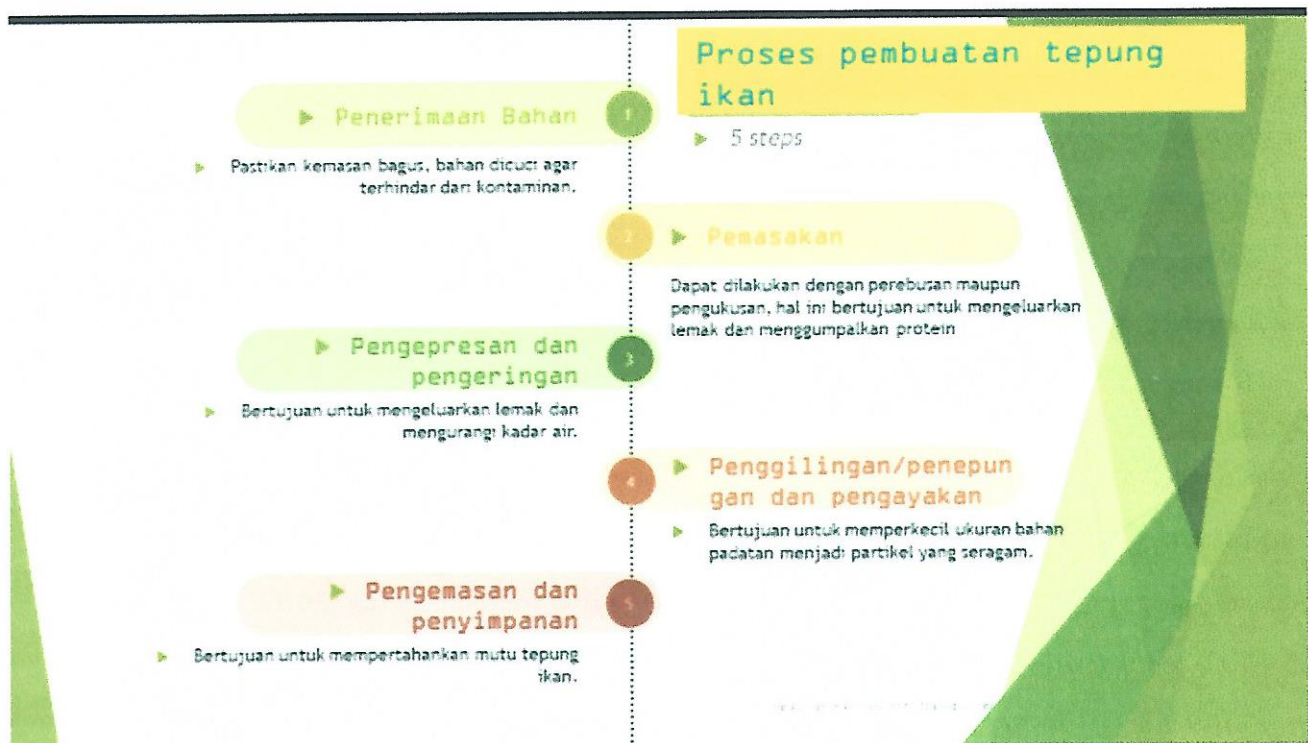 Proses pembuatan tepung
ikan
5 steps
1
Penerimaan Bahan
Pastikan kemasan bagus, bahan dicuci agar
terhindar dari kontaminan.
2
Pemasakan
Dapat dilakukan dengan perebusan maupun
pengukusan, hal ini bertujuan untuk mengeluarkan
lemak dan menggumpalkan protein
3
Pengepresan dan
pengeringan
Bertujuan untuk mengeluarkan lemak dan
mengurangi kadar air.
4
Penggilingan/penepun
gan dan pengayakan
Bertujuan untuk memperkecil ukuran bahan
padatan menjadi partikel yang seragam.
5
Pengemasan dan
penyimpanan
Bertujuan untuk mempertahankan mutu tepung
ikan.